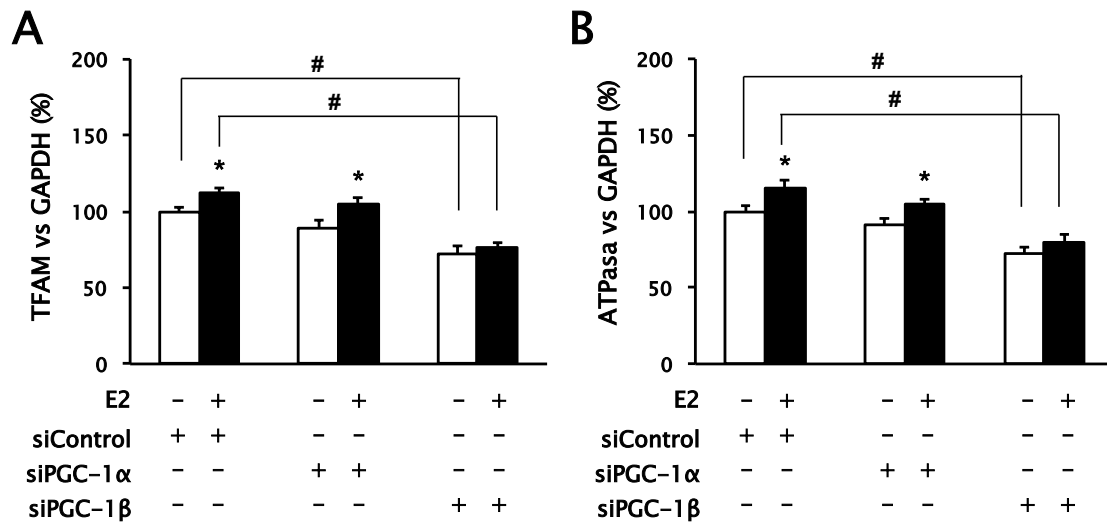 A
200
150
100
50
0
TFAM vs GAPDH (%)
#
#
*
*
E2 − + − + − +
siControl + + − − − −
siPGC−1α − − + + − −
siPGC−1β − − − − + +
B
200
150
100
50
0
ATPasa vs GAPDH (%)
#
#
*
*
E2 − + − + − +
siControl + + − − − −
siPGC−1α − − + + − −
siPGC−1β − − − − + +